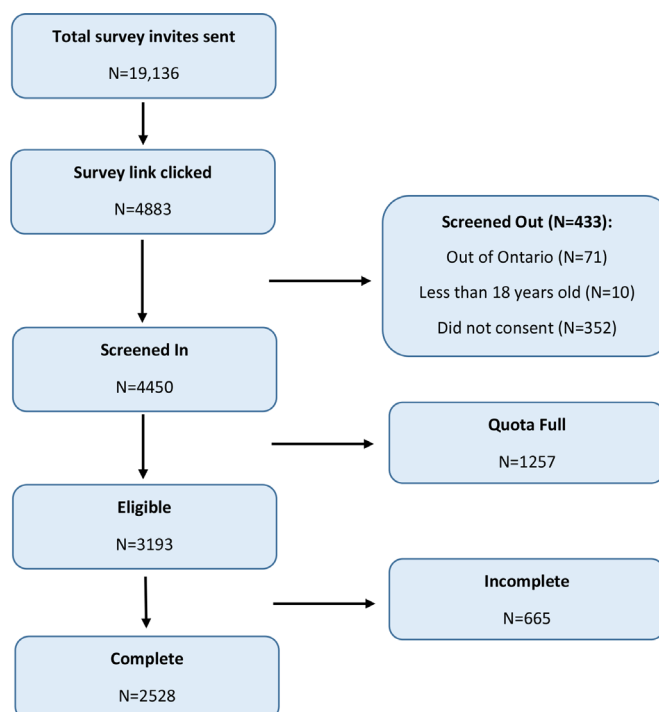 Total survey invites sent
N=19,136
Survey link clicked
N=4883
Screened Out (N=433):
Out of Ontario (N=71)
Less than 18 years old (N=10)
Did not consent (N=352)
Screened In
N=4450
Quota Full
N=1257
Eligible
N=3193
Incomplete
N=665
Complete
N=2528